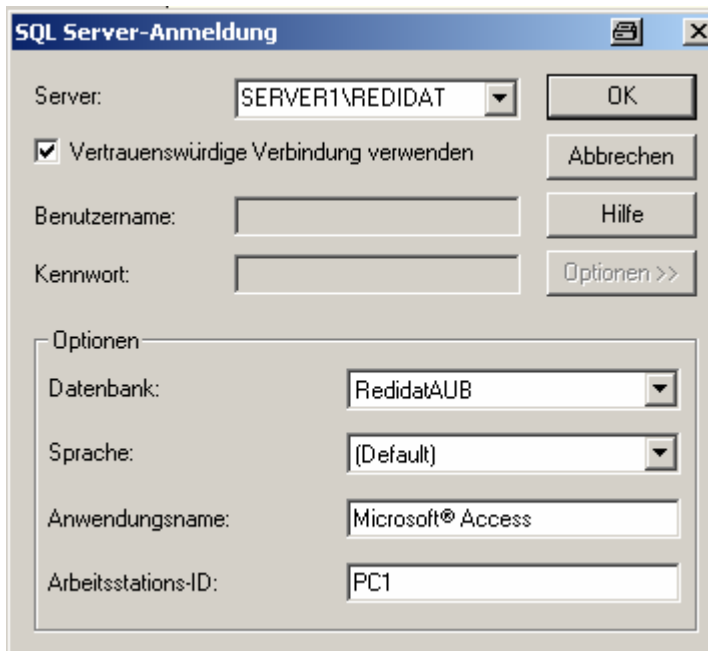 SQL Server-Anmeldung
Server: SERVER1\REDIDAT OK
Vertrauenswürdige Verbindung verwenden Abbrechen
Benutzername: Hilfe
Kennwort: Optionen >>
Optionen
Datenbank: RedidatAUB
Sprache: (Default)
Anwendungsname: Microsoft® Access
Arbeitsstations-ID: PC1